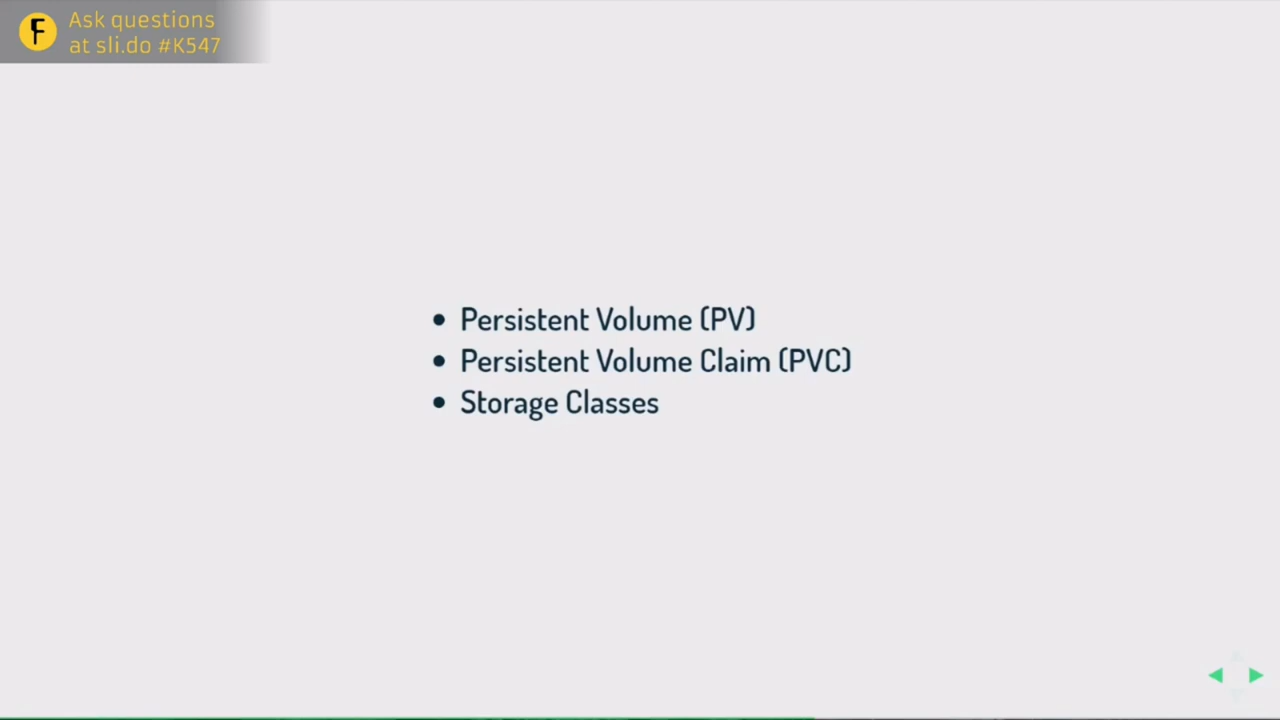 F
Ask questions
at sli.do #K547
Persistent Volume (PV)
Persistent Volume Claim (PVC)
Storage Classes